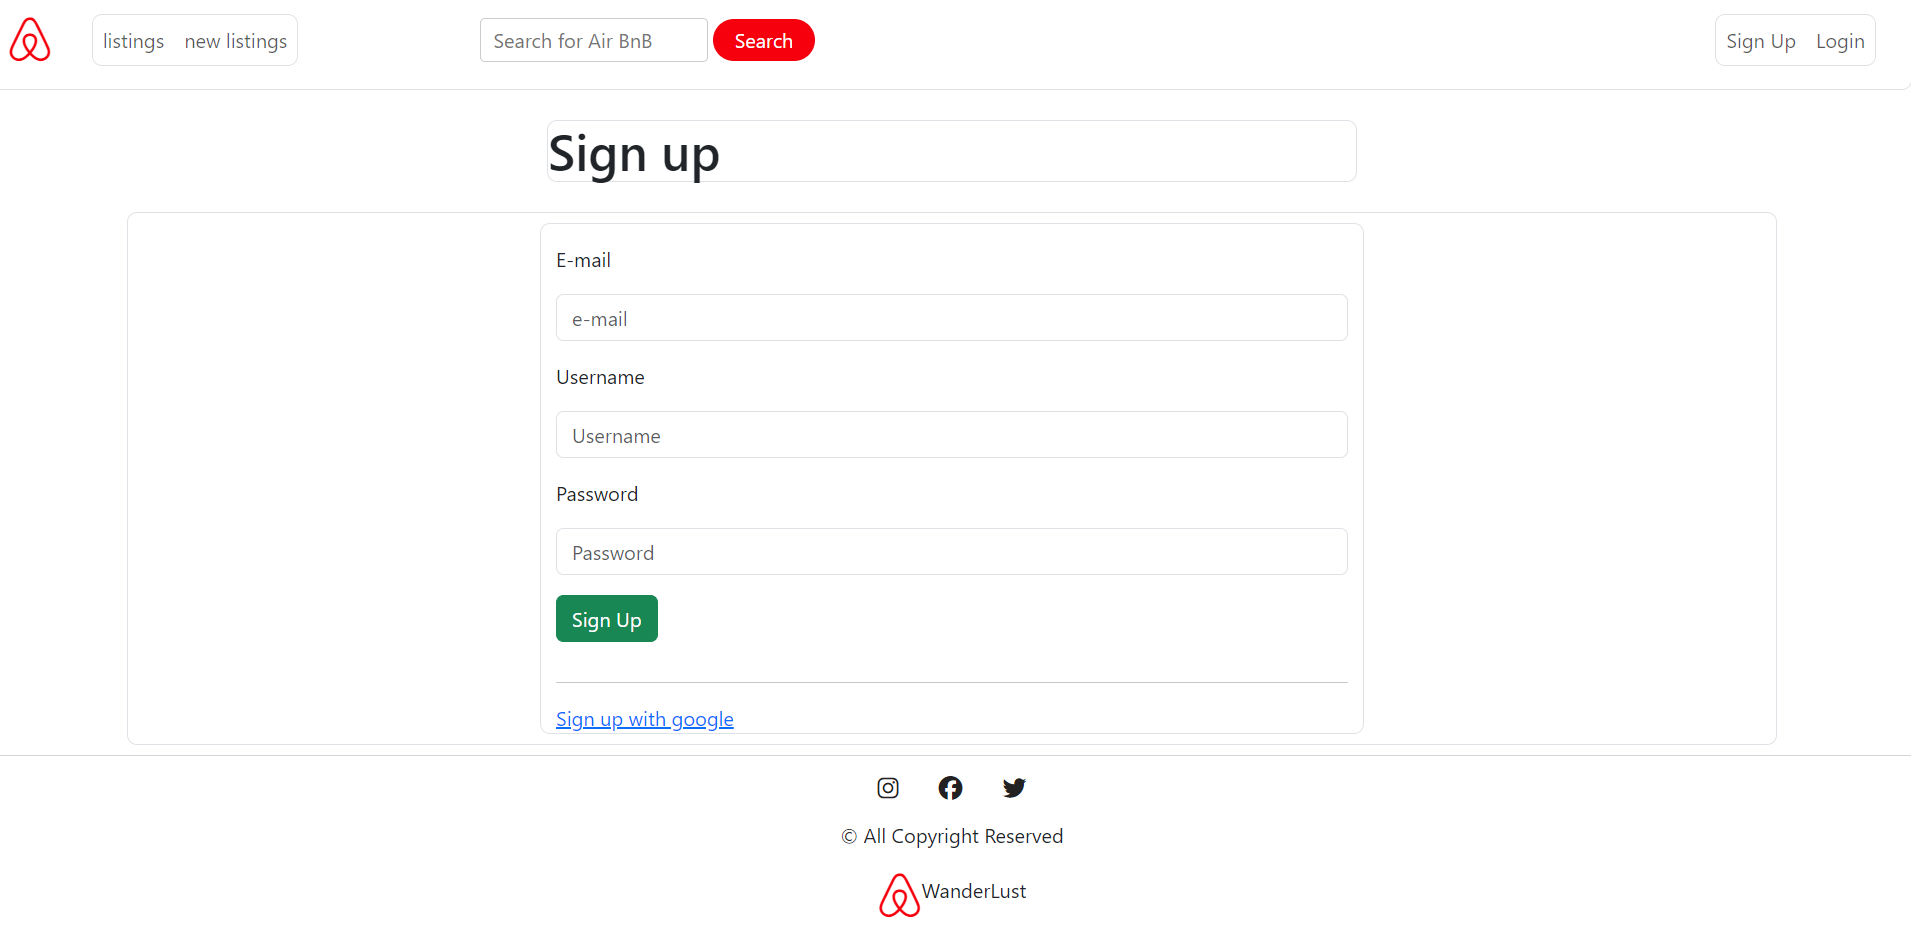 listings new listings Search for Air BnB Search Sign Up Login
Sign up
E-mail
e-mail
Username
Username
Password
Password
Sign Up
Sign up with google
© All Copyright Reserved
WanderLust